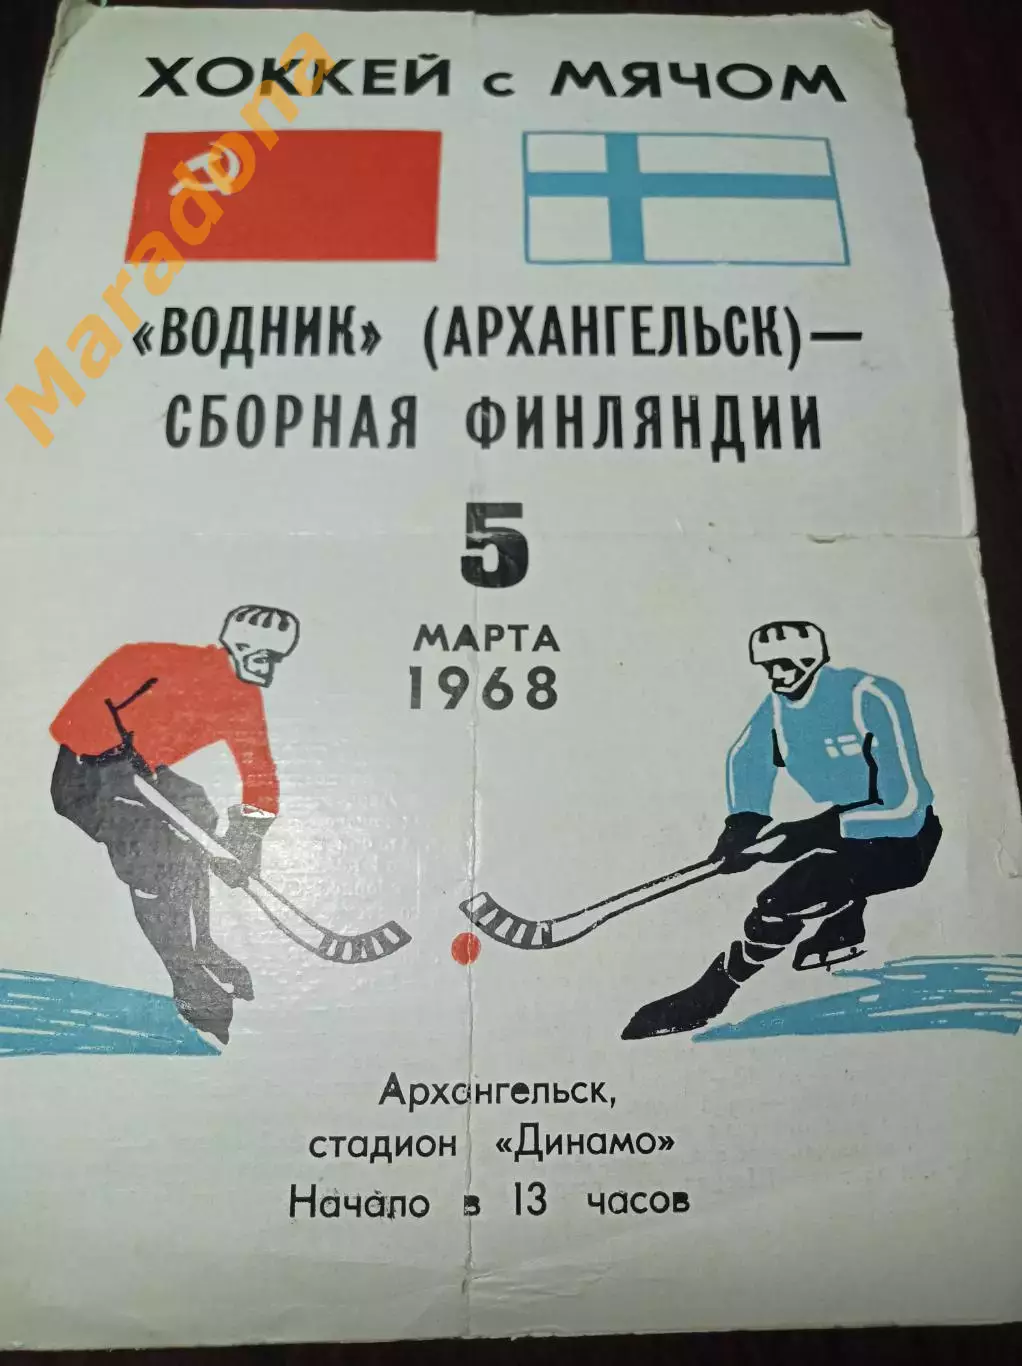 ХОККЕЙ с МЯЧОМ
Maradona
«ВОДНИК» (АРХАНГЕЛЬСК) —
СБОРНАЯ ФИНЛЯНДИИ
5
МАРТА
1968
Архангельск,
стадион «Динамо»
Начало в 13 часов